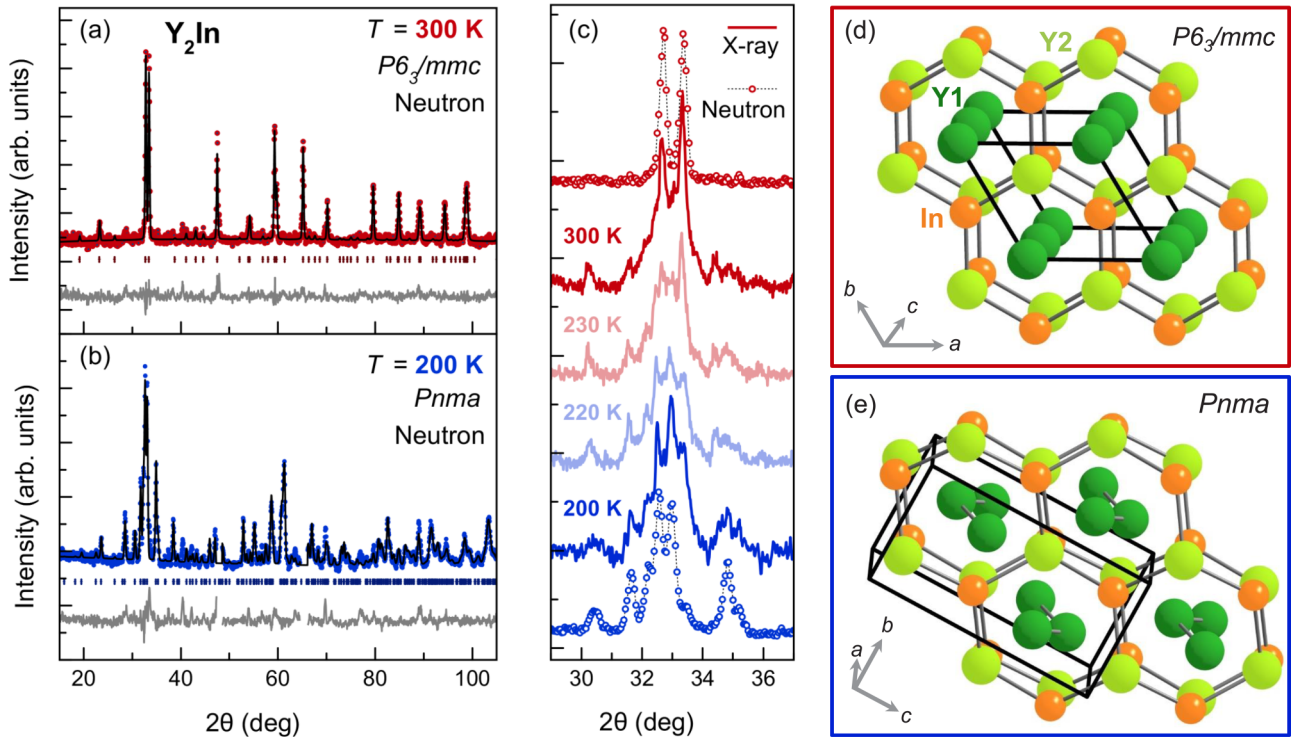 (a)
Y₂In
T = 300 K
P6₃/mmc
Neutron
Intensity (arb. units)
(b)
T = 200 K
Pnma
Neutron
Intensity (arb. units)
20 40 60 80 100
2θ (deg)
(c)
X-ray
Neutron
300 K
230 K
220 K
200 K
30 32 34 36
2θ (deg)
(d)
P6₃/mmc
Y2
Y1
In
b
c
a
(e)
Pnma
b
a
c